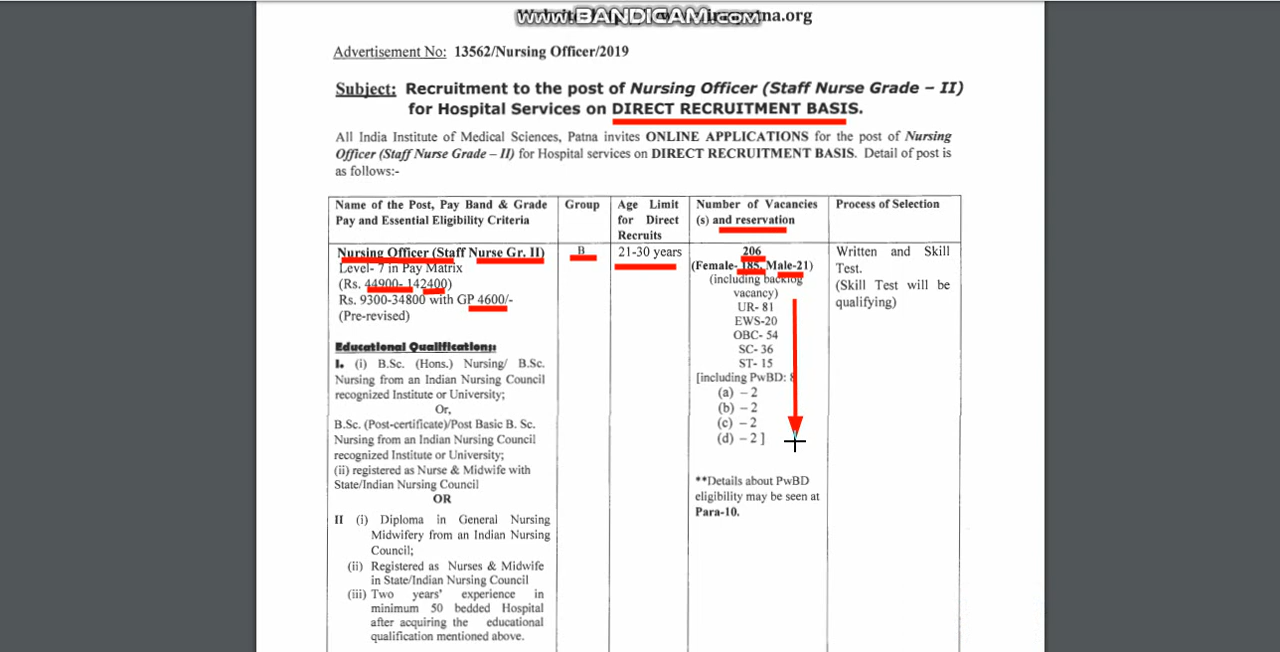 www.BANDICAM.com
na.org
Advertisement No: 13562/Nursing Officer/2019
Subject: Recruitment to the post of Nursing Officer (Staff Nurse Grade – II)
for Hospital Services on DIRECT RECRUITMENT BASIS.
All India Institute of Medical Sciences, Patna invites ONLINE APPLICATIONS for the post of Nursing
Officer (Staff Nurse Grade – II) for Hospital services on DIRECT RECRUITMENT BASIS. Detail of post is
as follows:-
Name of the Post, Pay Band & Grade
Pay and Essential Eligibility Criteria
Group
Age Limit
for Direct
Recruits
Number of Vacancies
(s) and reservation
Process of Selection
Nursing Officer (Staff Nurse Gr. II)
Level- 7 in Pay Matrix
(Rs. 44900- 142400)
Rs. 9300-34800 with GP 4600/-
(Pre-revised)
Educational Qualifications:
I. (i) B.Sc. (Hons.) Nursing/ B.Sc.
Nursing from an Indian Nursing Council
recognized Institute or University;
Or,
B.Sc. (Post-certificate)/Post Basic B. Sc.
Nursing from an Indian Nursing Council
recognized Institute or University;
(ii) registered as Nurse & Midwife with
State/Indian Nursing Council
OR
II (i) Diploma in General Nursing
Midwifery from an Indian Nursing
Council;
(ii) Registered as Nurses & Midwife
in State/Indian Nursing Council
(iii) Two years' experience in
minimum 50 bedded Hospital
after acquiring the educational
qualification mentioned above.
B
21-30 years
206
(Female- 185, Male-21)
(including backlog
vacancy)
UR- 81
EWS-20
OBC- 54
SC- 36
ST- 15
[including PwBD: 8
(a) – 2
(b) – 2
(c) – 2
(d) – 2 ]
**Details about PwBD
eligibility may be seen at
Para-10.
Written and Skill
Test.
(Skill Test will be
qualifying)